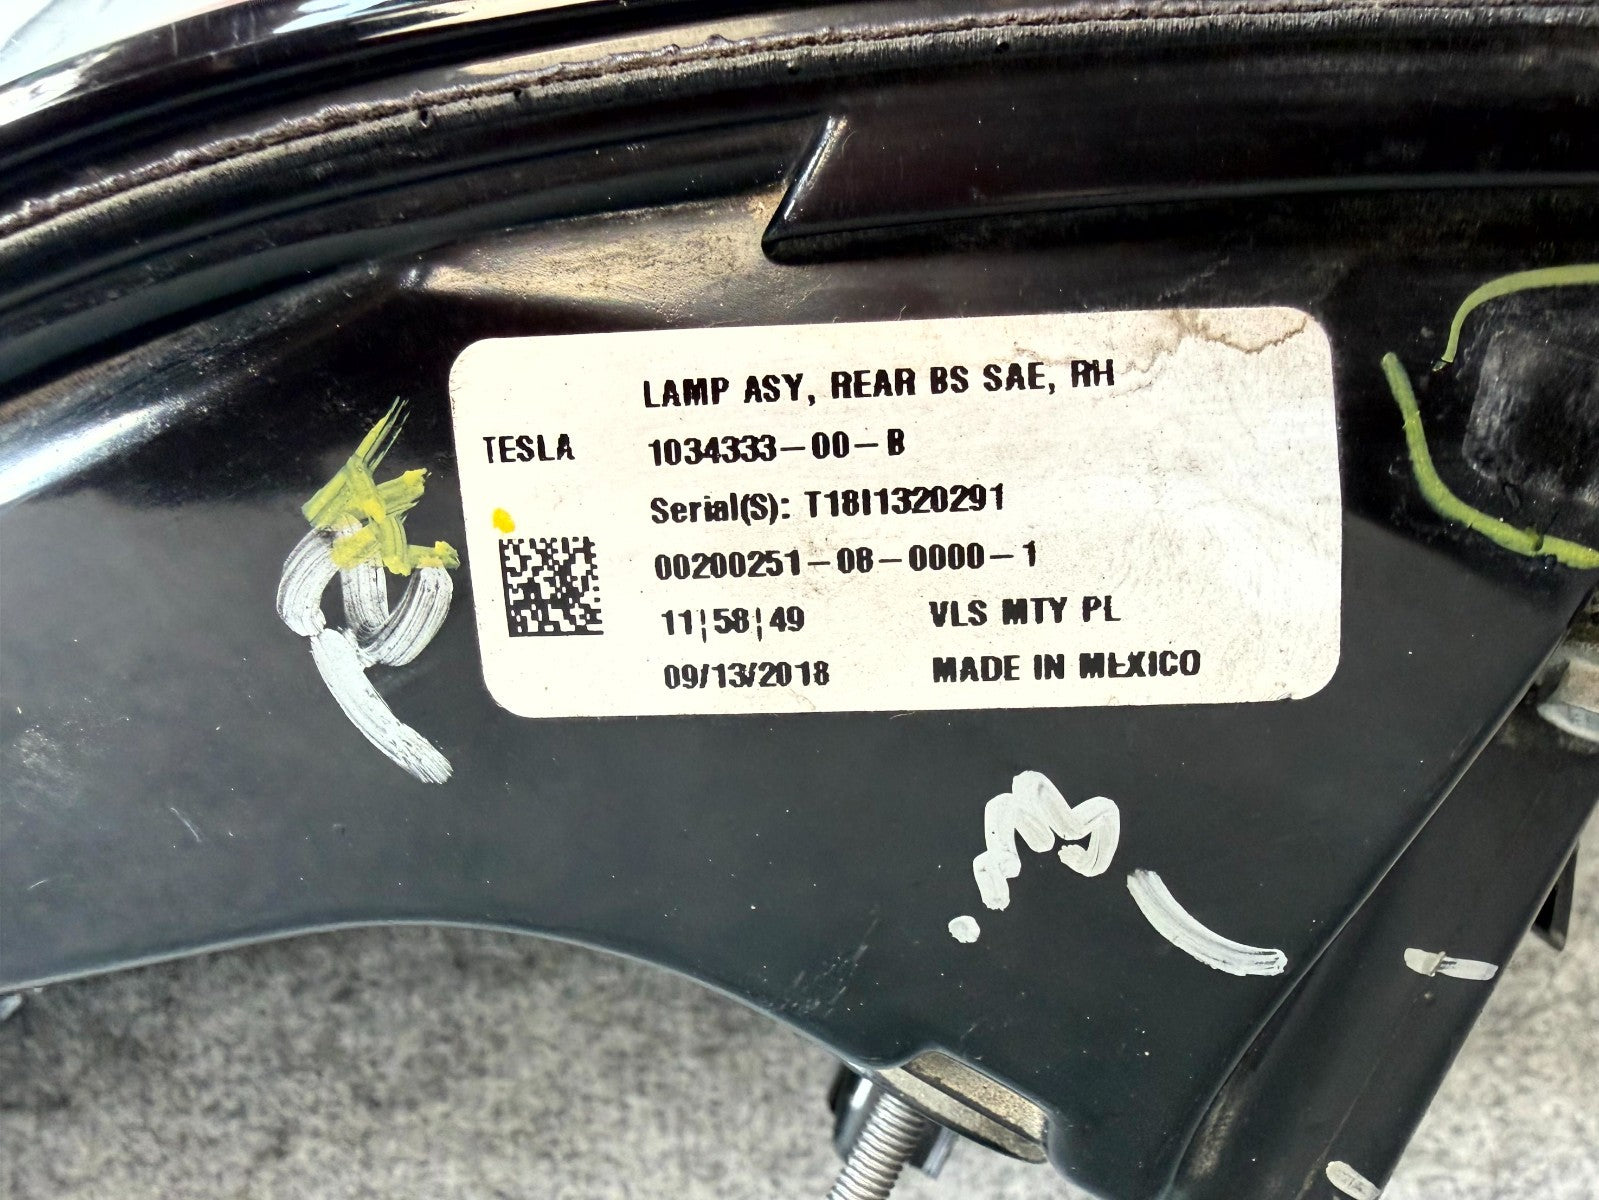 LAMP ASY, REAR BS SAE, RH
TESLA 1034333-00-B
Serial(S): T18I1320291
00200251-08-0000-1
11:58:49 VLS MTY PL
09/13/2018 MADE IN MEXICO